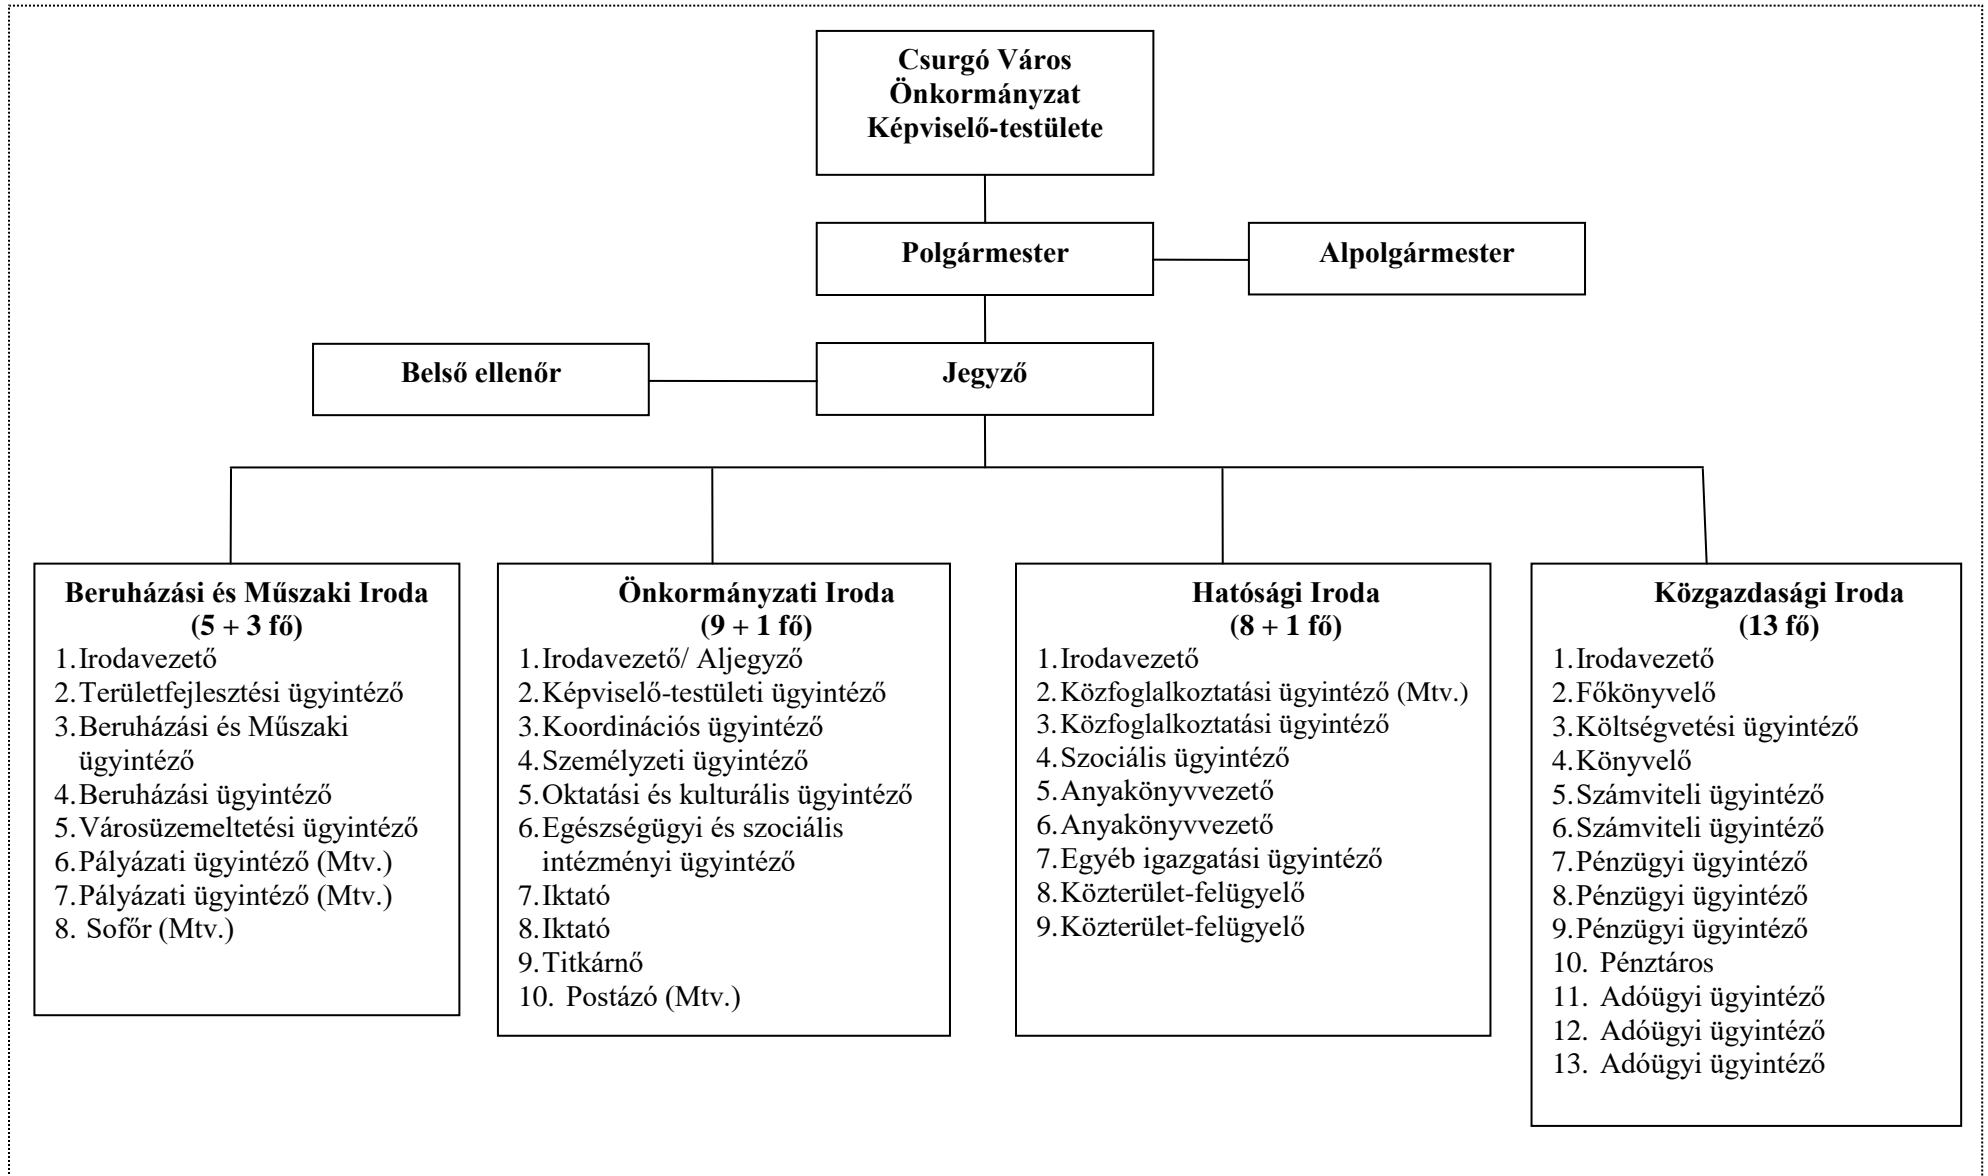 Csurgó Város
Önkormányzat
Képviselő-testülete
Polgármester
Alpolgármester
Belső ellenőr
Jegyző
Beruházási és Műszaki Iroda
(5 + 3 fő)
1.Irodavezető
2.Területfejlesztési ügyintéző
3.Beruházási és Műszaki
ügyintéző
4.Beruházási ügyintéző
5.Városüzemeltetési ügyintéző
6.Pályázati ügyintéző (Mtv.)
7.Pályázati ügyintéző (Mtv.)
8. Sofőr (Mtv.)
Önkormányzati Iroda
(9 + 1 fő)
1.Irodavezető/ Aljegyző
2.Képviselő-testületi ügyintéző
3.Koordinációs ügyintéző
4.Személyzeti ügyintéző
5.Oktatási és kulturális ügyintéző
6.Egészségügyi és szociális
intézményi ügyintéző
7.Iktató
8.Iktató
9.Titkárnő
10. Postázó (Mtv.)
Hatósági Iroda
(8 + 1 fő)
1.Irodavezető
2.Közfoglalkoztatási ügyintéző (Mtv.)
3.Közfoglalkoztatási ügyintéző
4.Szociális ügyintéző
5.Anyakönyvvezető
6.Anyakönyvvezető
7.Egyéb igazgatási ügyintéző
8.Közterület-felügyelő
9.Közterület-felügyelő
Közgazdasági Iroda
(13 fő)
1.Irodavezető
2.Főkönyvelő
3.Költségvetési ügyintéző
4.Könyvelő
5.Számviteli ügyintéző
6.Számviteli ügyintéző
7.Pénzügyi ügyintéző
8.Pénzügyi ügyintéző
9.Pénzügyi ügyintéző
10. Pénztáros
11. Adóügyi ügyintéző
12. Adóügyi ügyintéző
13. Adóügyi ügyintéző